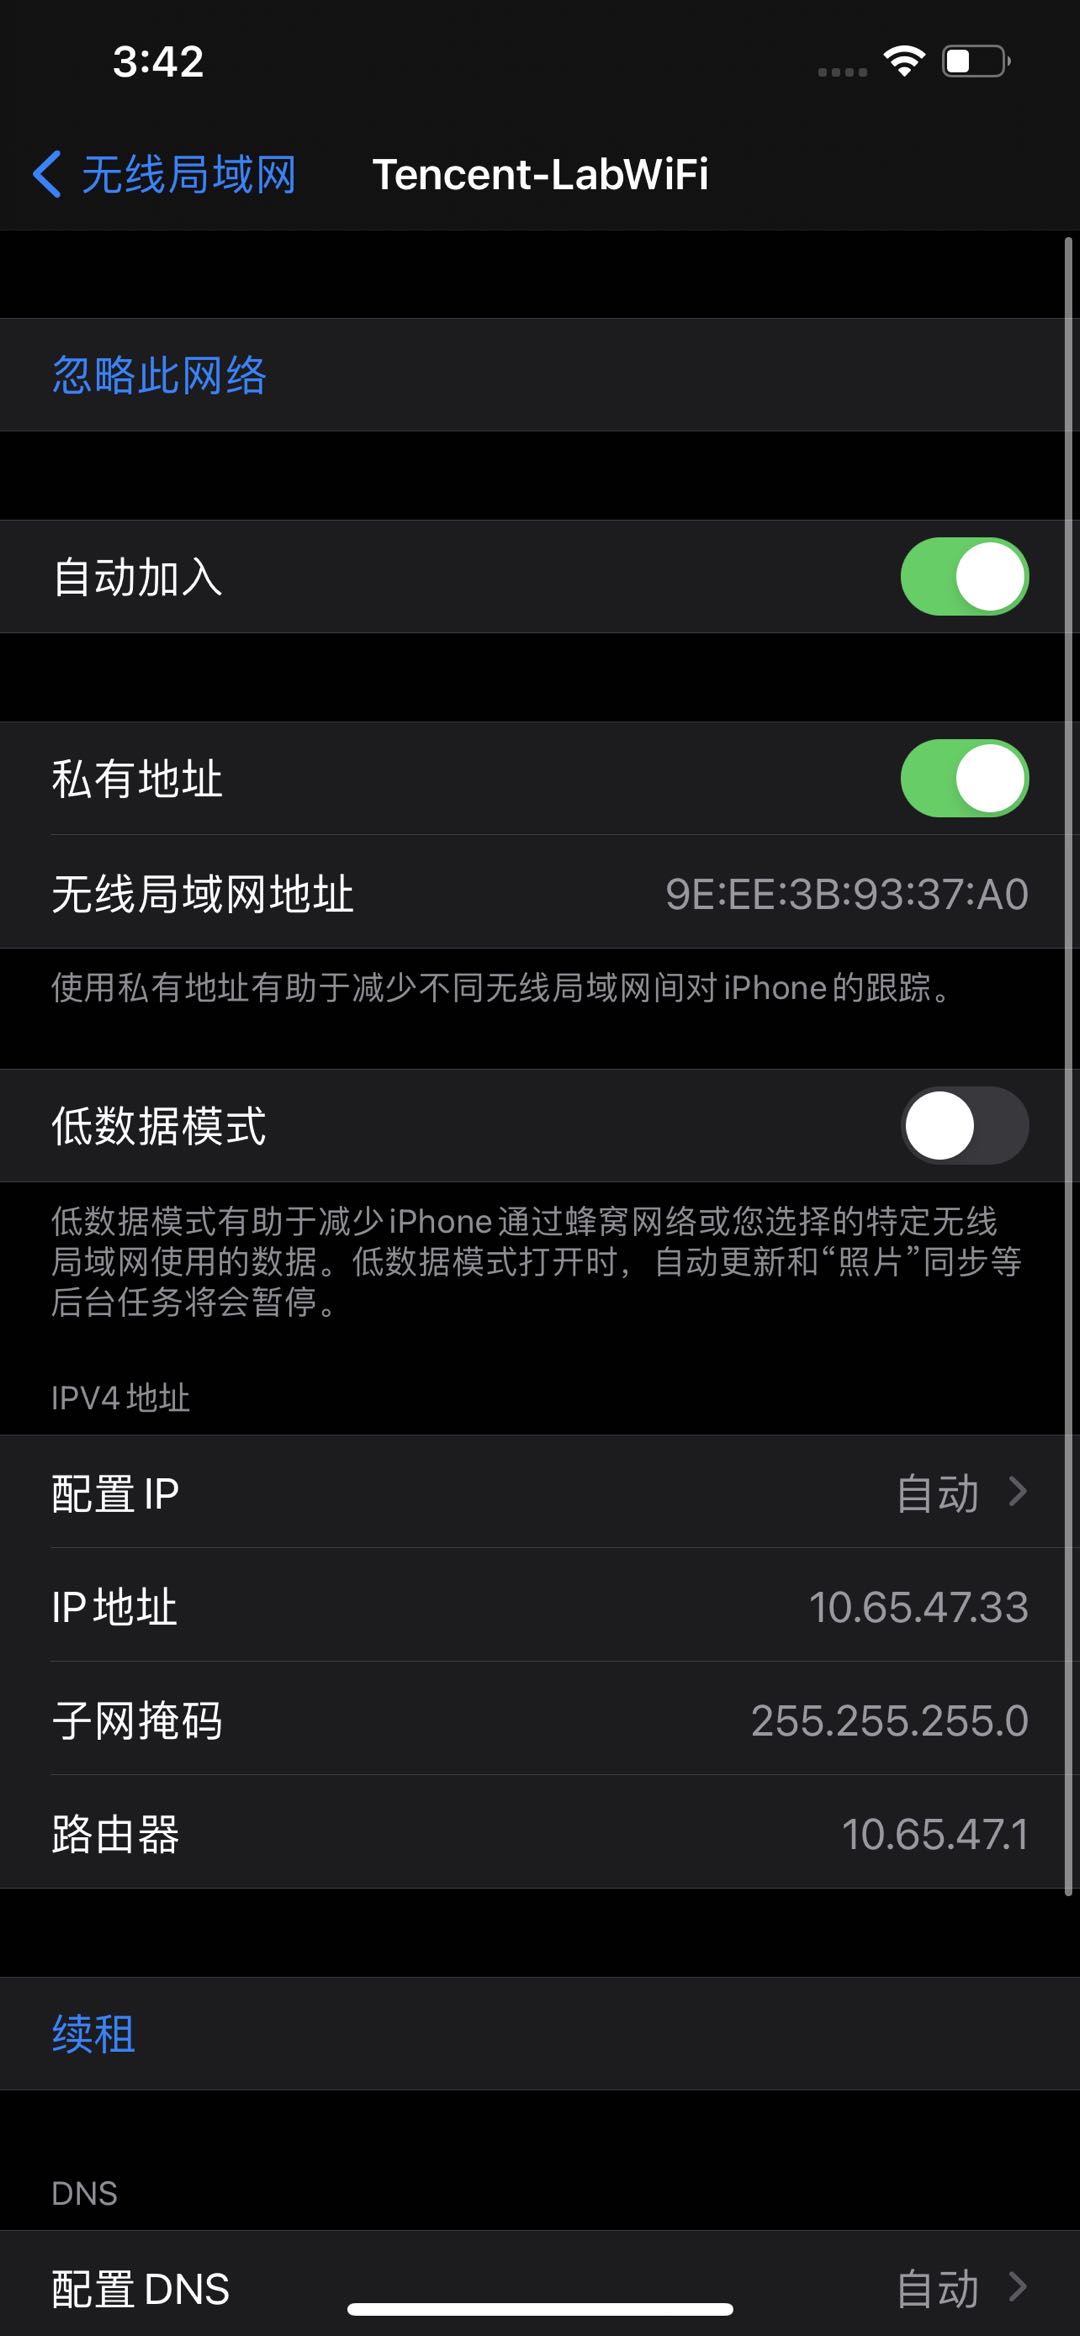 3:42
无线局域网
Tencent-LabWiFi
忽略此网络
自动加入
私有地址
无线局域网地址 9E:EE:3B:93:37:A0
使用私有地址有助于减少不同无线局域网间对 iPhone 的跟踪。
低数据模式
低数据模式有助于减少 iPhone 通过蜂窝网络或您选择的特定无线
局域网使用的数据。低数据模式打开时，自动更新和“照片”同步等
后台任务将会暂停。
IPV4 地址
配置 IP 自动
IP 地址 10.65.47.33
子网掩码 255.255.255.0
路由器 10.65.47.1
续租
DNS
配置 DNS 自动